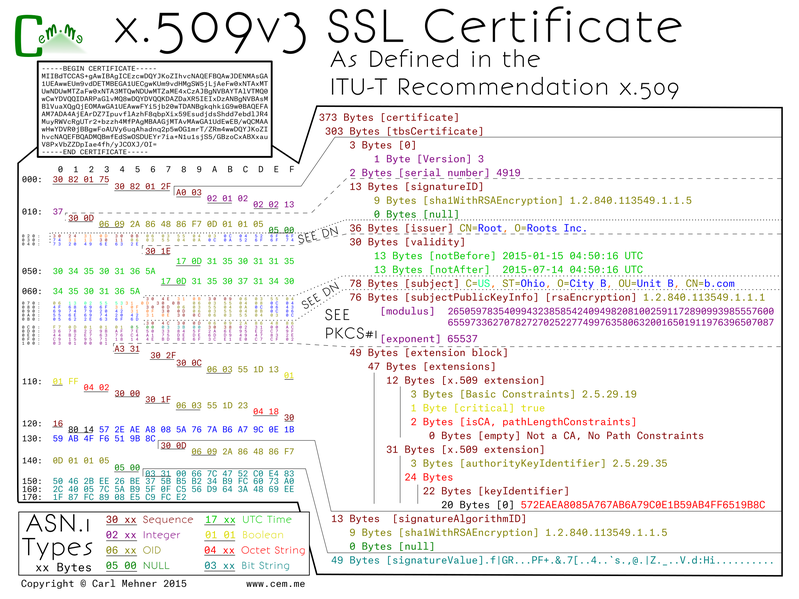 Cem.me
x.509v3 SSL Certificate
As Defined in the
ITU-T Recommendation x.509
-----BEGIN CERTIFICATE-----
-----END CERTIFICATE-----
0 1 2 3 4 5 6 7 8 9 A B C D E F
000: 30 82 01 75
30 82 01 2F
A0 03
02 01 02
02 02 13
010: 37
30 0D
06 09 2A 86 48 86 F7 0D 01 01 05
05 00
SEE DN
30 1E
17 0D 31 35 30 31 31 35
050: 30 34 35 30 31 36 5A
17 0D 31 35 30 37 31 34 30
060: 34 35 30 31 36 5A
SEE DN
SEE
PKCS#1
A3 31
30 2F
30 0C
06 03 55 1D 13
01
110: 01 FF
04 02
30 00
30 1F
06 03 55 1D 23
04 18
30
120: 16
80 14 57 2E AE A8 08 5A 76 7A B6 A7 9C 0E 1B
130: 59 AB 4F F6 51 9B 8C
30 0D
06 09 2A 86 48 86 F7
140: 0D 01 01 05
05 00
03 31 00 66 7C 47 52 C0 E4 83
150: 50 46 2B EE 26 BE 37 5B B5 B2 34 B9 FC 60 73 A0
160: 2C 40 05 7C 5A B9 5F 0F C5 56 D9 64 3A 48 69 EE
170: 1F 87 FC 89 08 E5 C9 FC E2
373 Bytes [certificate]
303 Bytes [tbsCertificate]
3 Bytes [0]
1 Byte [Version] 3
2 Bytes [serial number] 4919
13 Bytes [signatureID]
9 Bytes [sha1WithRSAEncryption] 1.2.840.113549.1.1.5
0 Bytes [null]
36 Bytes [issuer] CN=Root, O=Roots Inc.
30 Bytes [validity]
13 Bytes [notBefore] 2015-01-15 04:50:16 UTC
13 Bytes [notAfter] 2015-07-14 04:50:16 UTC
78 Bytes [subject] C=US, ST=Ohio, O=City B, OU=Unit B, CN=b.com
76 Bytes [subjectPublicKeyInfo] [rsaEncryption] 1.2.840.113549.1.1.1
[modulus] 2650597835409943238585424094982081002591172890993985557600
6559733627078272702522774997635806320016501911976396507087
[exponent] 65537
49 Bytes [extension block]
47 Bytes [extensions]
12 Bytes [x.509 extension]
3 Bytes [Basic Constraints] 2.5.29.19
1 Byte [critical] true
2 Bytes [isCA, pathLengthConstraints]
0 Bytes [empty] Not a CA, No Path Constraints
31 Bytes [x.509 extension]
3 Bytes [authorityKeyIdentifier] 2.5.29.35
24 Bytes
22 Bytes [keyIdentifier]
20 Bytes [0] 572EAEA8085A767AB6A79C0E1B59AB4FF6519B8C
13 Bytes [signatureAlgorithmID]
9 Bytes [sha1WithRSAEncryption] 1.2.840.113549.1.1.5
0 Bytes [null]
49 Bytes [signatureValue].f|GR...PF+.&.7[..4..`s.,@.|Z._..V.d:Hi..........
ASN.1
Types
xx Bytes
30 xx Sequence
02 xx Integer
06 xx OID
05 00 NULL
17 xx UTC Time
01 01 Boolean
04 xx Octet String
03 xx Bit String
Copyright © Carl Mehner 2015
www.cem.me